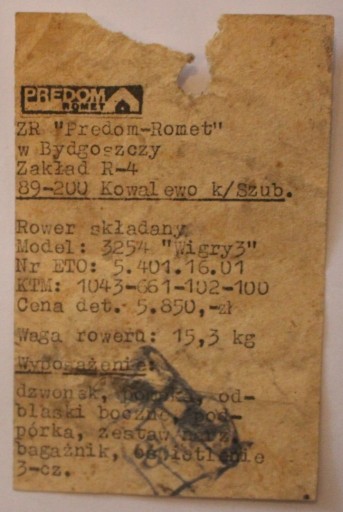 PREDOM
ROMET
ZR "Predom-Romet"
w Bydgoszczy
Zakład R-4
89-200 Kowalewo k/Szub.
Rower składany
Model: 3254 "Wigry3"
Nr ETO: 5.401.16.01
KTM: 1043-661-102-100
Cena det. 5.850,-zł
Waga roweru: 15,3 kg
Wyposażenie:
dzwonek, pompka, od-
blaski boczne, pod-
pórka, zestaw narz.
bagażnik, oświetlenie
3-cz.